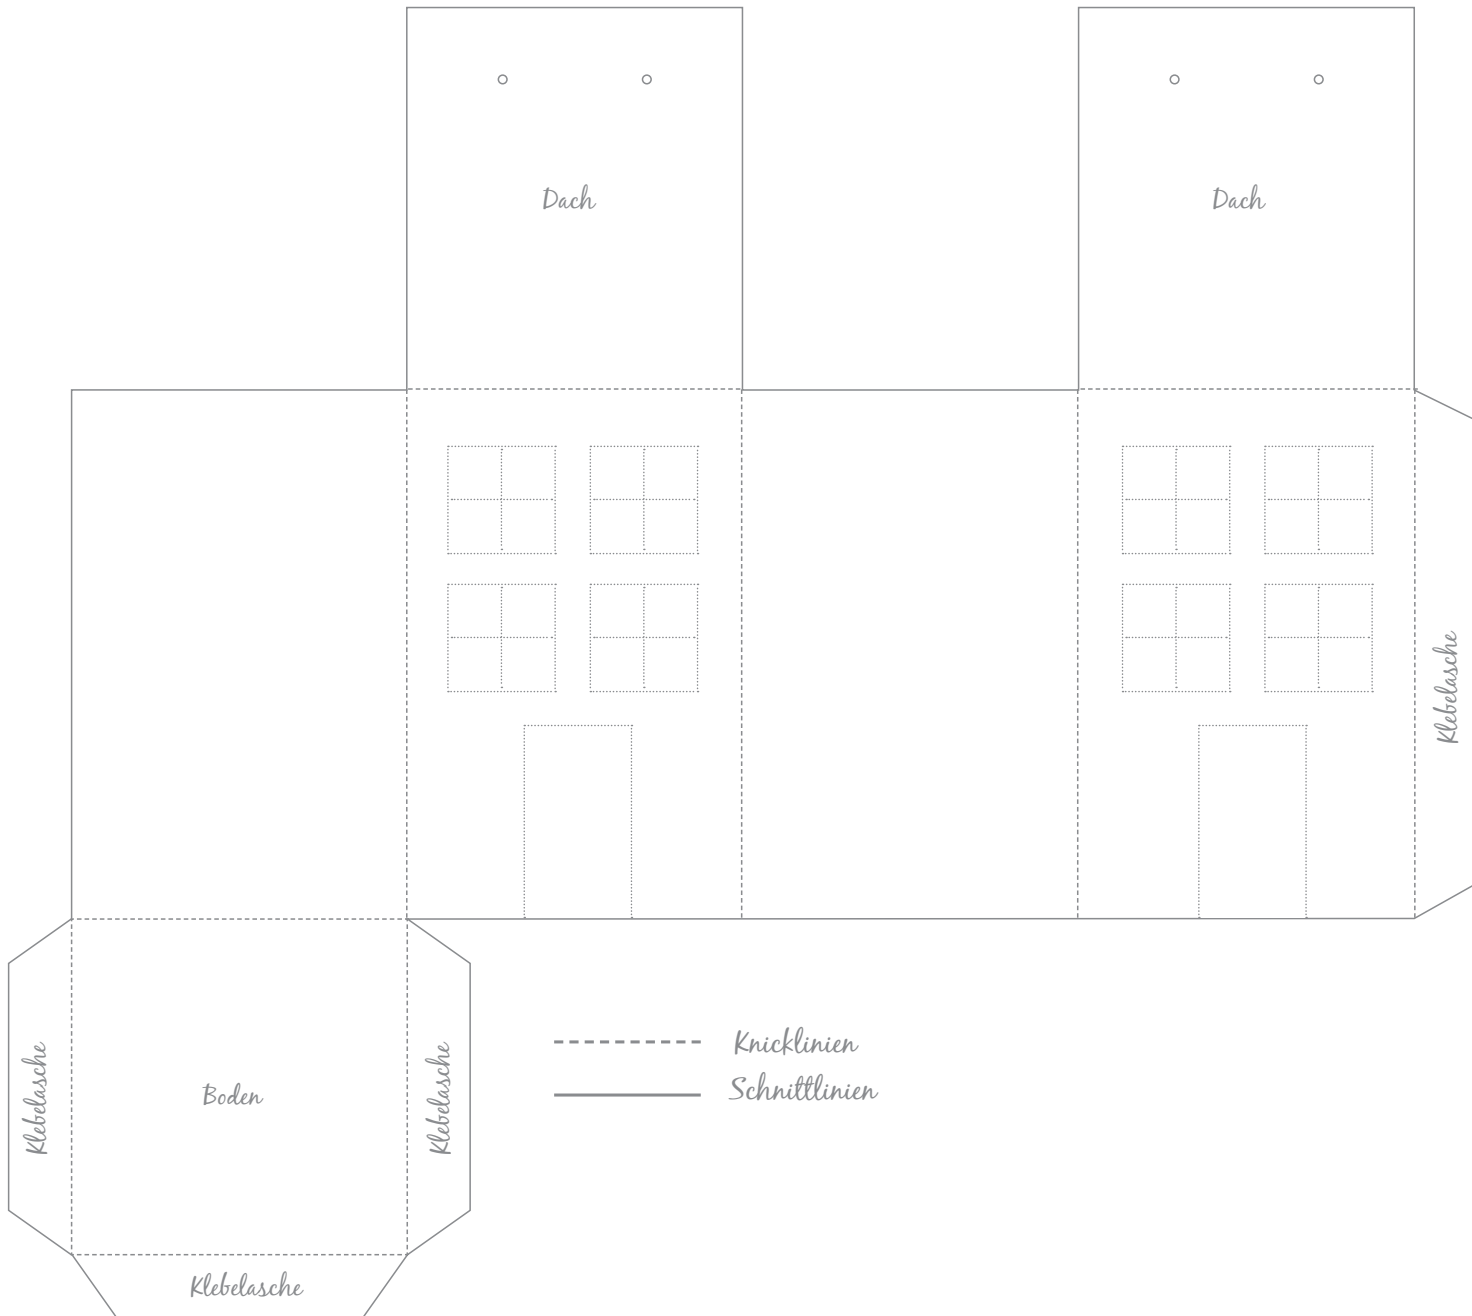 Dach
Dach
Klebelasche
Knicklinien
Schnittlinien
Klebelasche
Boden
Klebelasche
Klebelasche